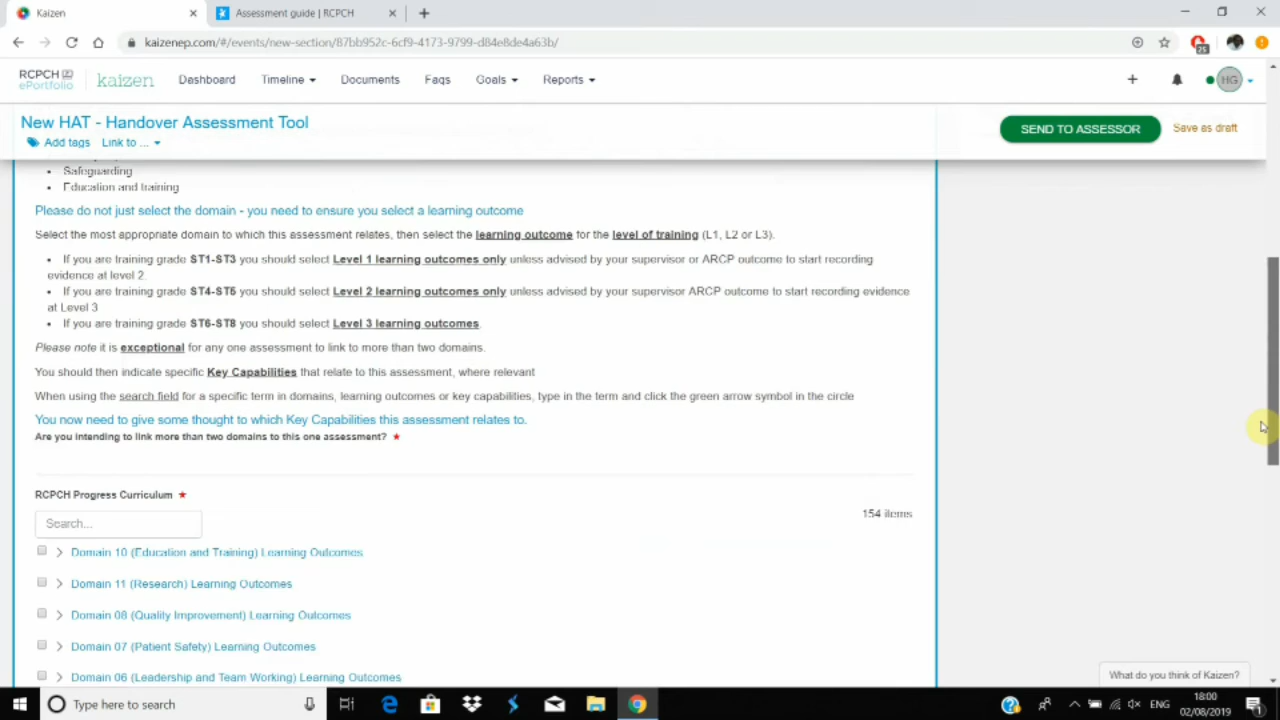 Kaizen
Assessment guide | RCPCH
kaizenep.com/#/events/new-section/87bb952c-6cf9-4173-9799-d84e8de4a63b/
25
RCPCH
ePortfolio
kaizen
Dashboard
Timeline
Documents
Faqs
Goals
Reports
HG
New HAT - Handover Assessment Tool
Add tags Link to ...
SEND TO ASSESSOR
Save as draft
Safeguarding
Education and training
Please do not just select the domain - you need to ensure you select a learning outcome
Select the most appropriate domain to which this assessment relates, then select the learning outcome for the level of training (L1, L2 or L3).
If you are training grade ST1-ST3 you should select Level 1 learning outcomes only unless advised by your supervisor or ARCP outcome to start recording
evidence at level 2.
If you are training grade ST4-ST5 you should select Level 2 learning outcomes only unless advised by your supervisor ARCP outcome to start recording evidence
at Level 3
If you are training grade ST6-ST8 you should select Level 3 learning outcomes.
Please note it is exceptional for any one assessment to link to more than two domains.
You should then indicate specific Key Capabilities that relate to this assessment, where relevant
When using the search field for a specific term in domains, learning outcomes or key capabilities, type in the term and click the green arrow symbol in the circle
You now need to give some thought to which Key Capabilities this assessment relates to.
Are you intending to link more than two domains to this one assessment? ★
RCPCH Progress Curriculum ★
Search...
154 items
Domain 10 (Education and Training) Learning Outcomes
Domain 11 (Research) Learning Outcomes
Domain 08 (Quality Improvement) Learning Outcomes
Domain 07 (Patient Safety) Learning Outcomes
Domain 06 (Leadership and Team Working) Learning Outcomes
What do you think of Kaizen?
Type here to search
ENG
18:00
02/08/2019
1